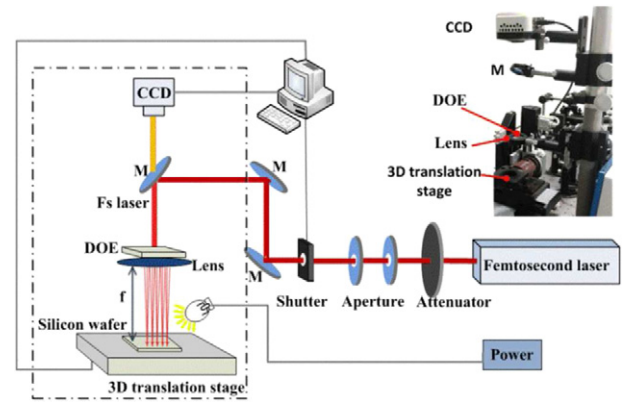 CCD
M
DOE
Lens
3D translation
stage
CCD
M
M
Fs laser
DOE
Lens
M
f
Shutter
Aperture
Attenuator
Femtosecond laser
Silicon wafer
Power
3D translation stage